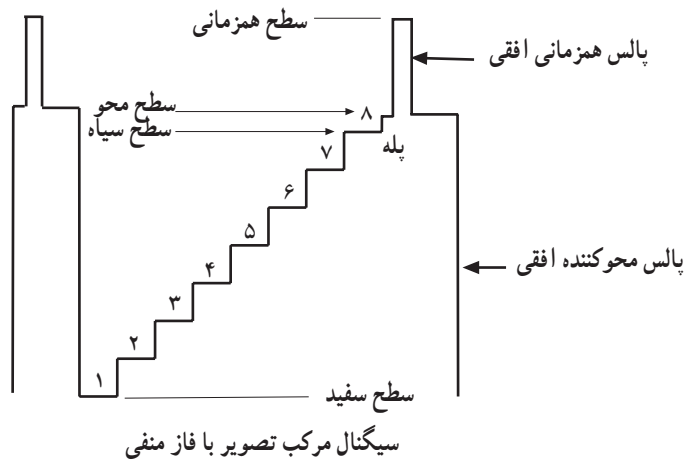 سطح همزمانی
پالس همزمانی افقی
سطح محو
سطح سیاه
۸
پله
۷
۶
۵
۴
۳
۲
۱
پالس محوکننده افقی
سطح سفید
سیگنال مرکب تصویر با فاز منفی